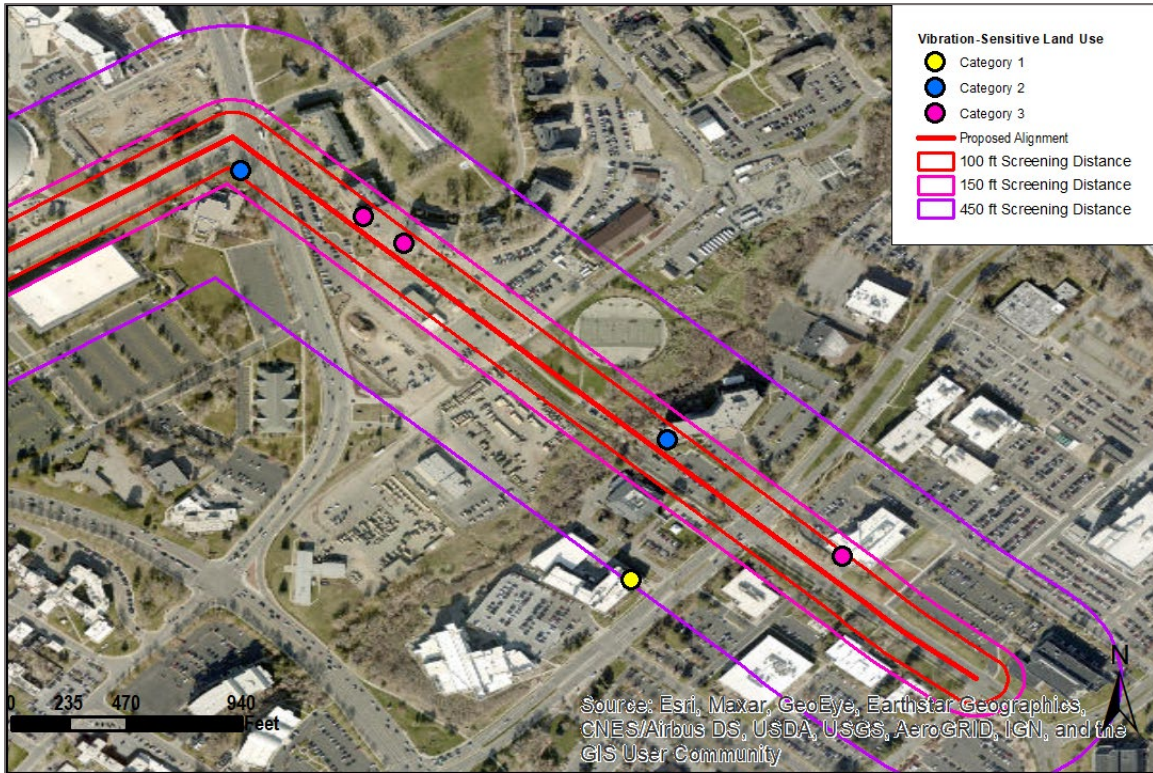 Vibration-Sensitive Land Use
Category 1
Category 2
Category 3
Proposed Alignment
100 ft Screening Distance
150 ft Screening Distance
450 ft Screening Distance
N
0 235 470 940
Feet
Source: Esri, Maxar, GeoEye, Earthstar Geographics,
CNES/Airbus DS, USDA, USGS, AeroGRID, IGN, and the
GIS User Community